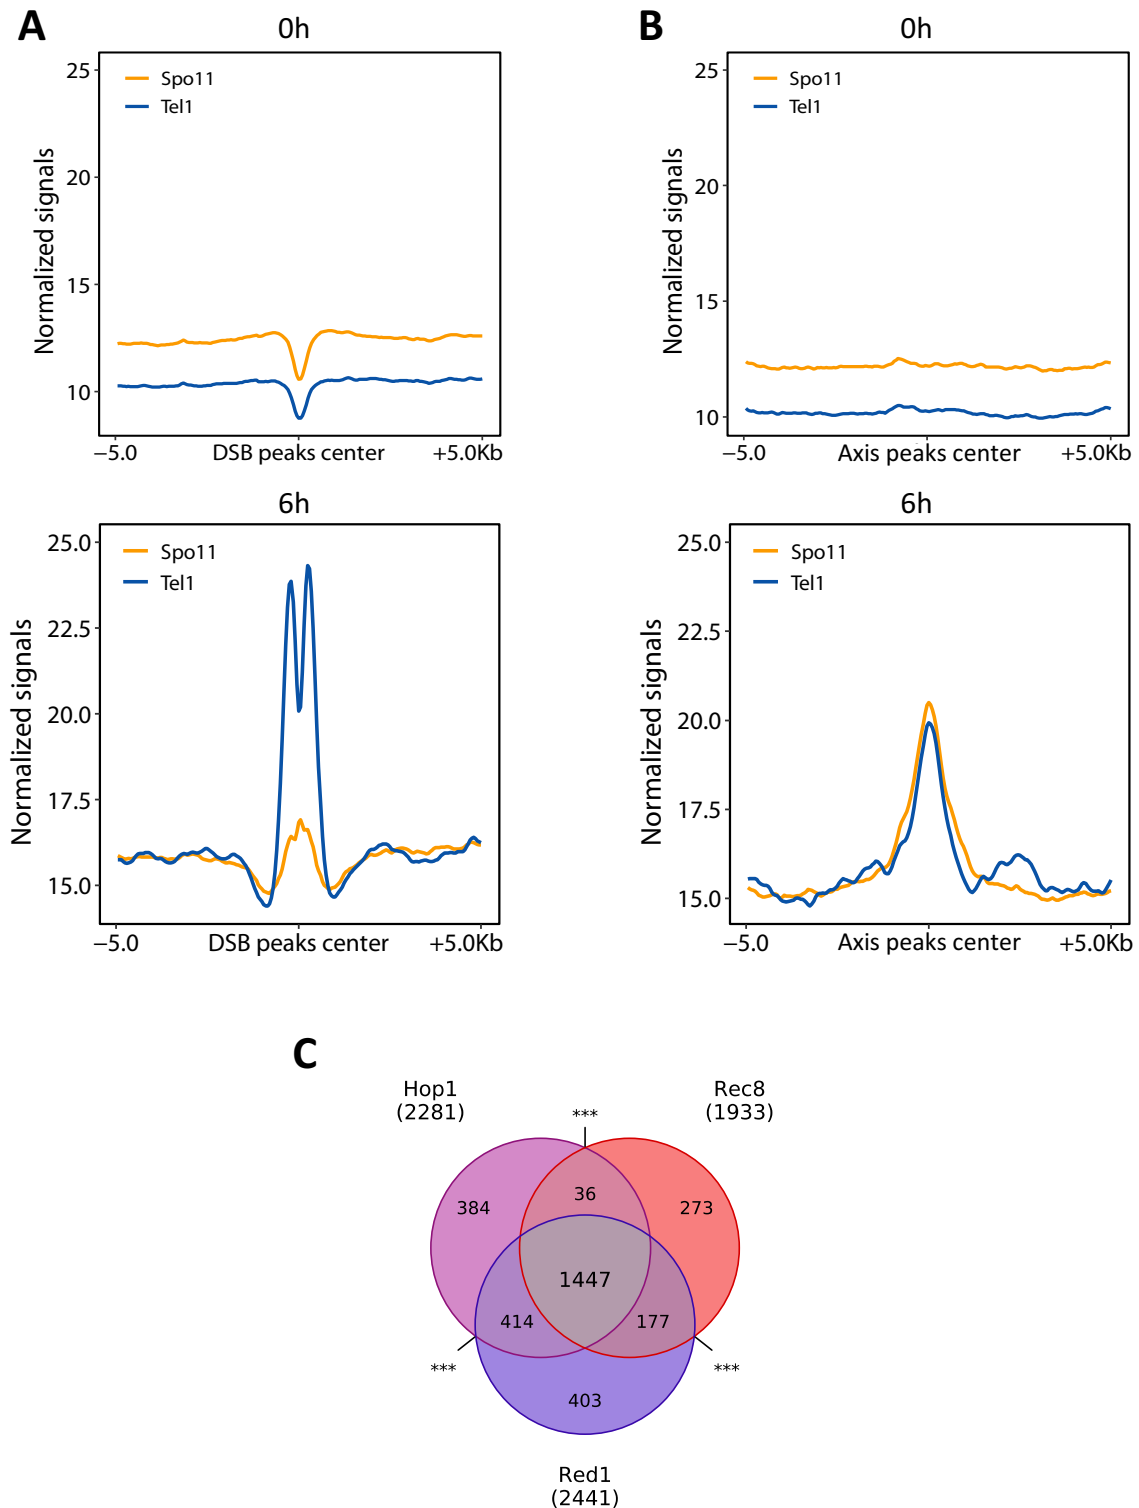 A
0h
25
20
15
10
Normalized signals
Spo11
Tel1
−5.0
DSB peaks center
+5.0Kb
B
0h
25
20
15
10
Normalized signals
Spo11
Tel1
−5.0
Axis peaks center
+5.0Kb
6h
25.0
22.5
20.0
17.5
15.0
Normalized signals
Spo11
Tel1
−5.0
DSB peaks center
+5.0Kb
6h
25.0
22.5
20.0
17.5
15.0
Normalized signals
Spo11
Tel1
−5.0
Axis peaks center
+5.0Kb
C
Hop1
(2281)
***
Rec8
(1933)
384
36
273
1447
414
177
***
***
403
Red1
(2441)